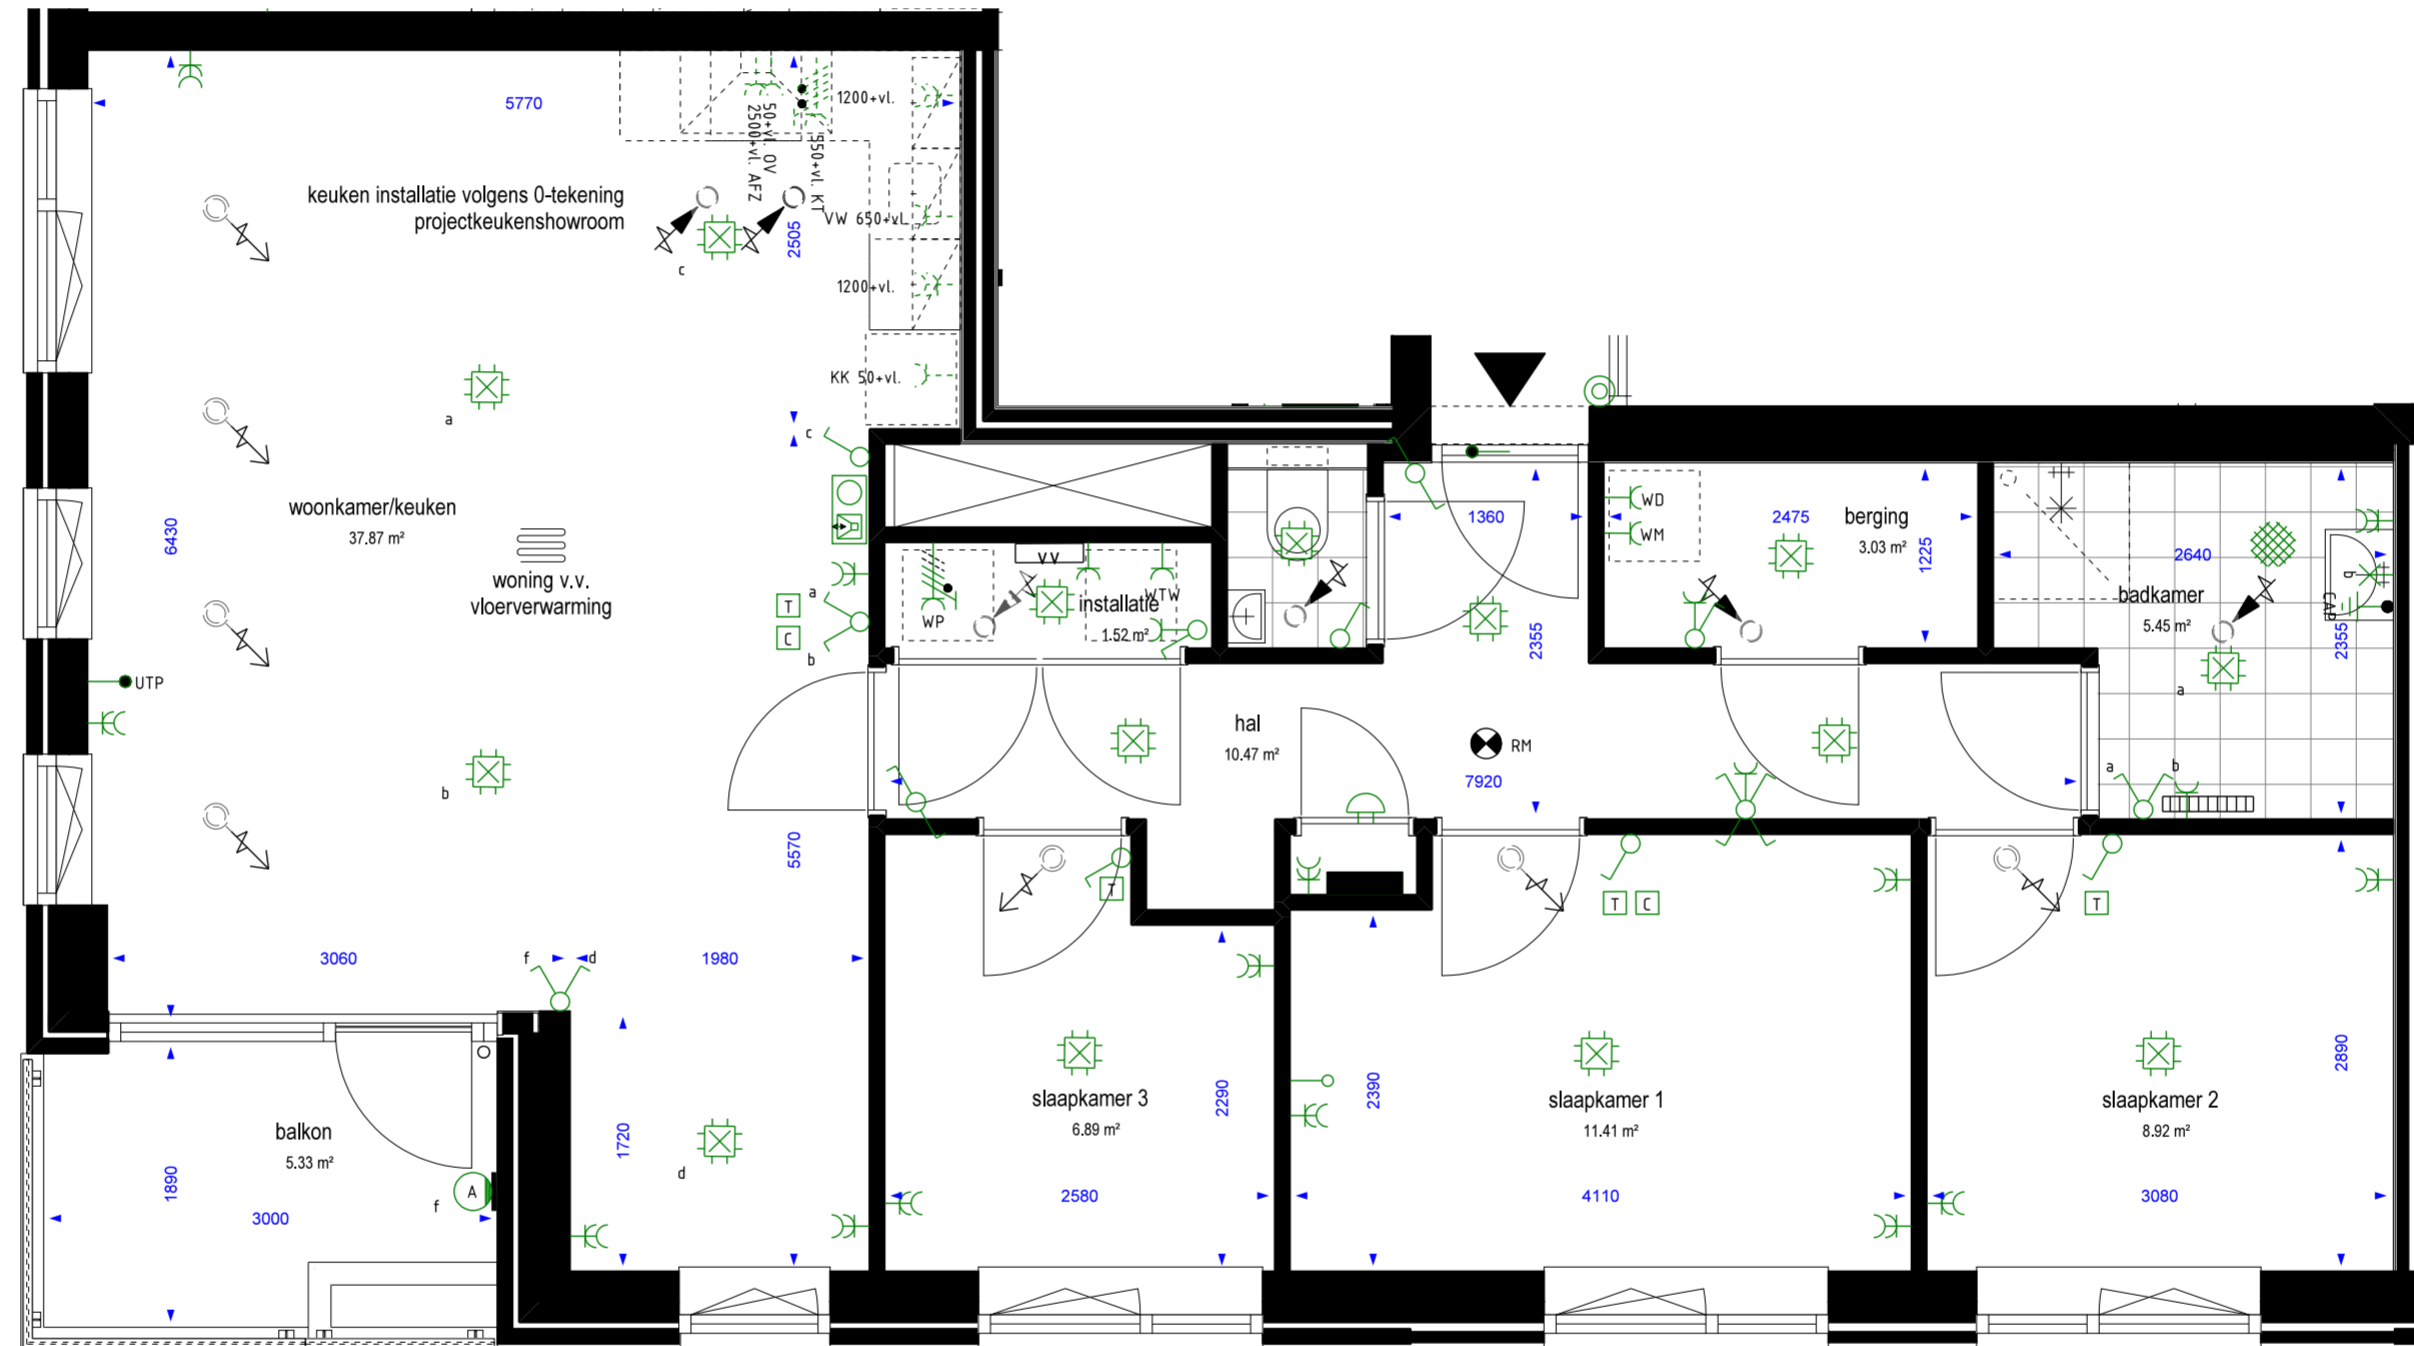 5770
1200+vl.
50+vl. OV
2500+vl. AFZ
550+vl. KT
keuken installatie volgens 0-tekening
projectkeukenshowroom
2505
VW 650+vl.
c
1200+vl.
KK 50+vl.
a
c
woonkamer/keuken
37.87 m²
6430
woning v.v.
vloerverwarming
T
C
a
b
UTP
b
VV
WP
installatie
1.52 m²
WTW
1360
2355
WD
WM
2475
berging
3.03 m²
1225
2640
badkamer
5.45 m²
b
CAP
2355
a
a
b
hal
10.47 m²
RM
7920
5570
T
T
C
T
3060
f
d
1980
slaapkamer 3
6.89 m²
2290
2390
slaapkamer 1
11.41 m²
slaapkamer 2
8.92 m²
2890
balkon
5.33 m²
1890
1720
d
A
f
3000
2580
4110
3080